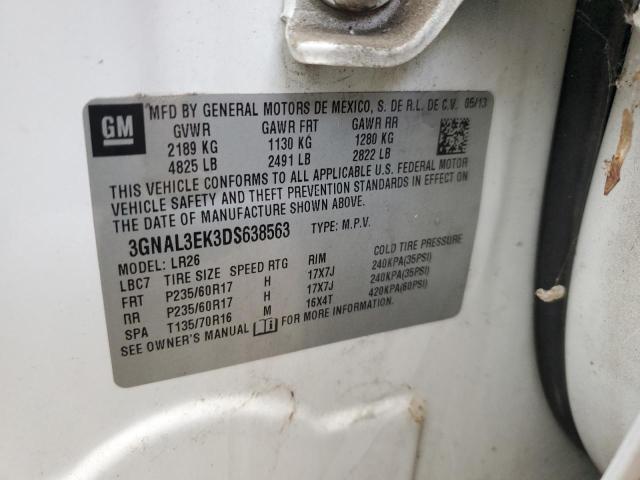 GM
MFD BY GENERAL MOTORS DE MEXICO, S. DE R.L. DE C.V. 05/13
GVWR GAWR FRT GAWR RR
2189 KG 1130 KG 1280 KG
4825 LB 2491 LB 2822 LB
THIS VEHICLE CONFORMS TO ALL APPLICABLE U.S. FEDERAL MOTOR
VEHICLE SAFETY AND THEFT PREVENTION STANDARDS IN EFFECT ON
THE DATE OF MANUFACTURE SHOWN ABOVE.
3GNAL3EK3DS638563 TYPE: M.P.V.
MODEL: LR26
LBC7 TIRE SIZE SPEED RTG RIM COLD TIRE PRESSURE
FRT P235/60R17 H 17X7J 240KPA(35PSI)
RR P235/60R17 H 17X7J 240KPA(35PSI)
SPA T135/70R16 M 16X4T 420KPA(60PSI)
SEE OWNER'S MANUAL FOR MORE INFORMATION.